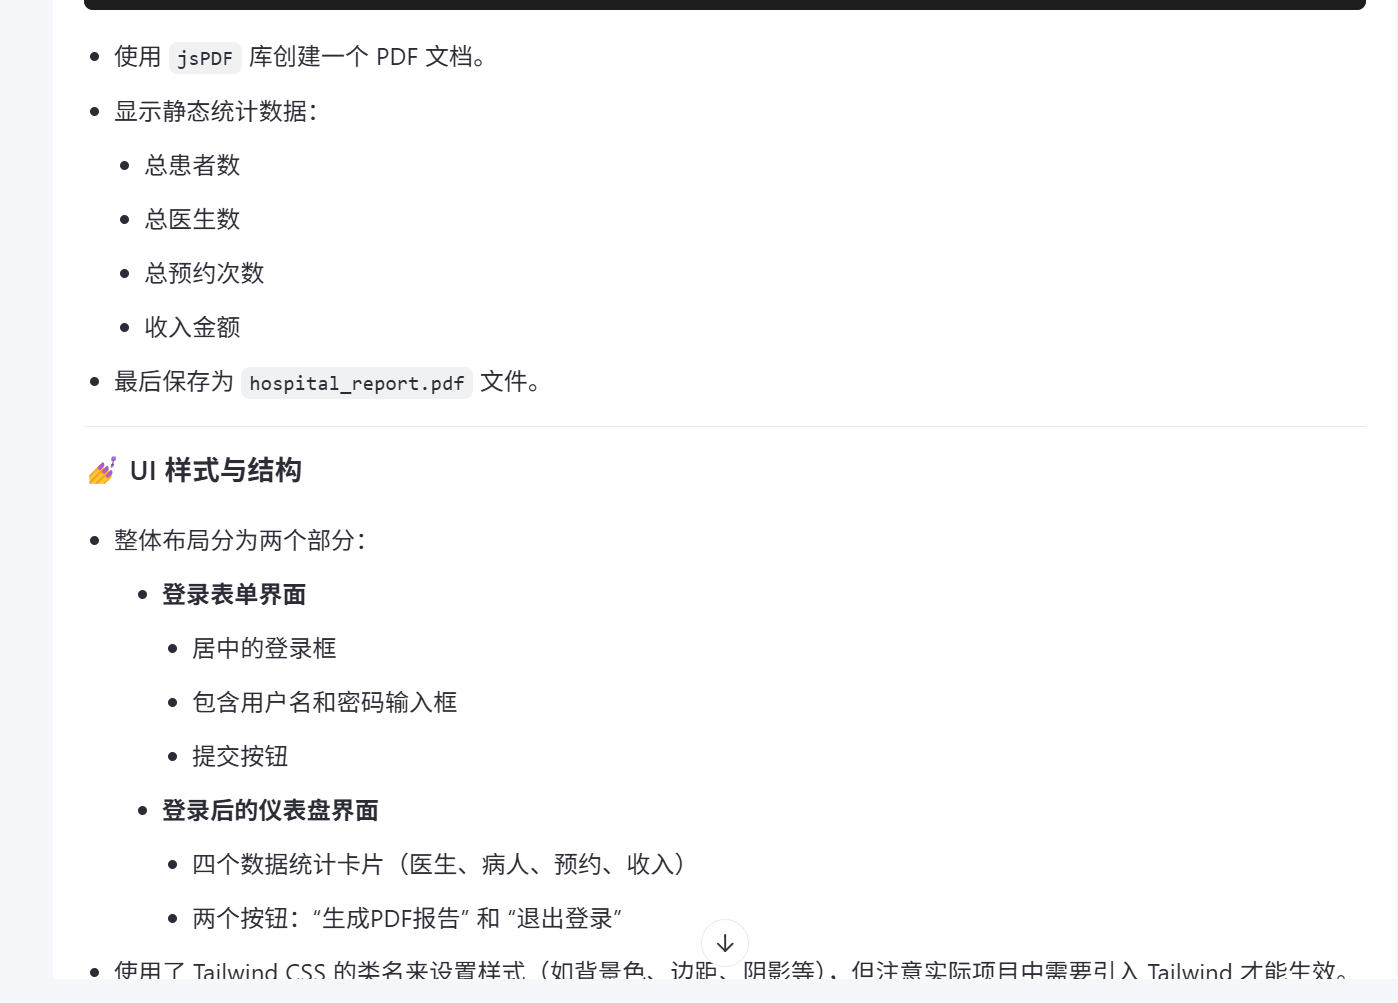 使用 jsPDF 库创建一个 PDF 文档。
显示静态统计数据：
总患者数
总医生数
总预约次数
收入金额
最后保存为 hospital_report.pdf 文件。
💅 UI 样式与结构
整体布局分为两个部分：
登录表单界面
居中的登录框
包含用户名和密码输入框
提交按钮
登录后的仪表盘界面
四个数据统计卡片（医生、病人、预约、收入）
两个按钮：“生成PDF报告” 和 “退出登录”
使用了 Tailwind CSS 的类名来设置样式（如背景色、边距、阴影等），但注意实际项目中需要引入 Tailwind 才能生效。